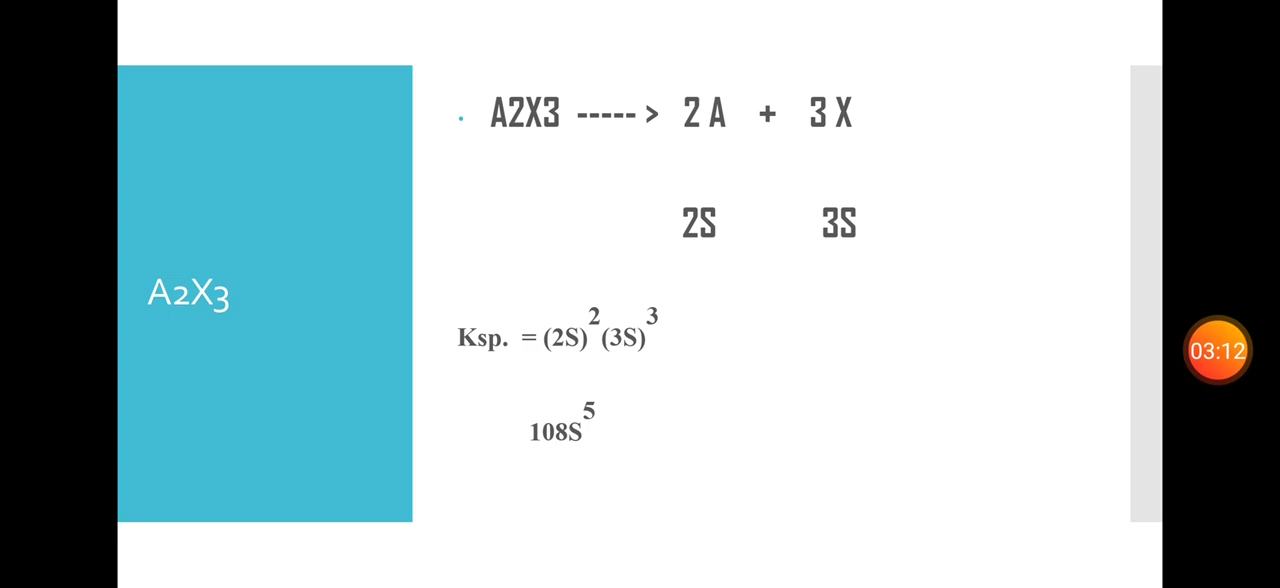 A2X3
· A2X3 -----> 2 A + 3 X
2S 3S
Ksp. = (2S)²(3S)³
108S⁵
03:12